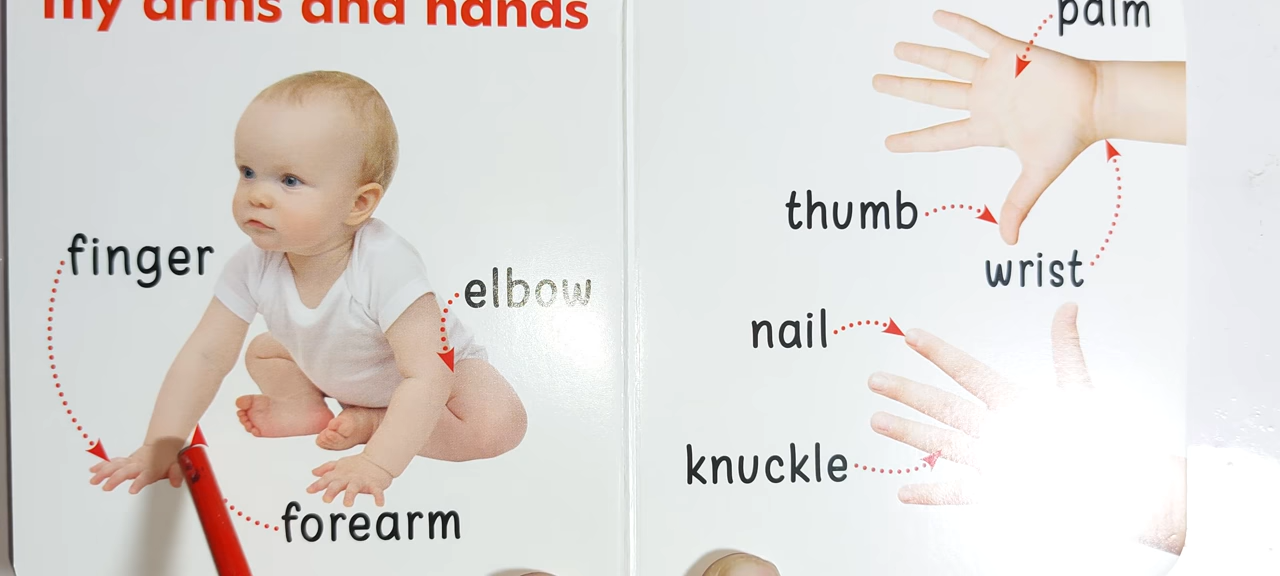 my arms and hands
finger
elbow
forearm
palm
thumb
wrist
nail
knuckle